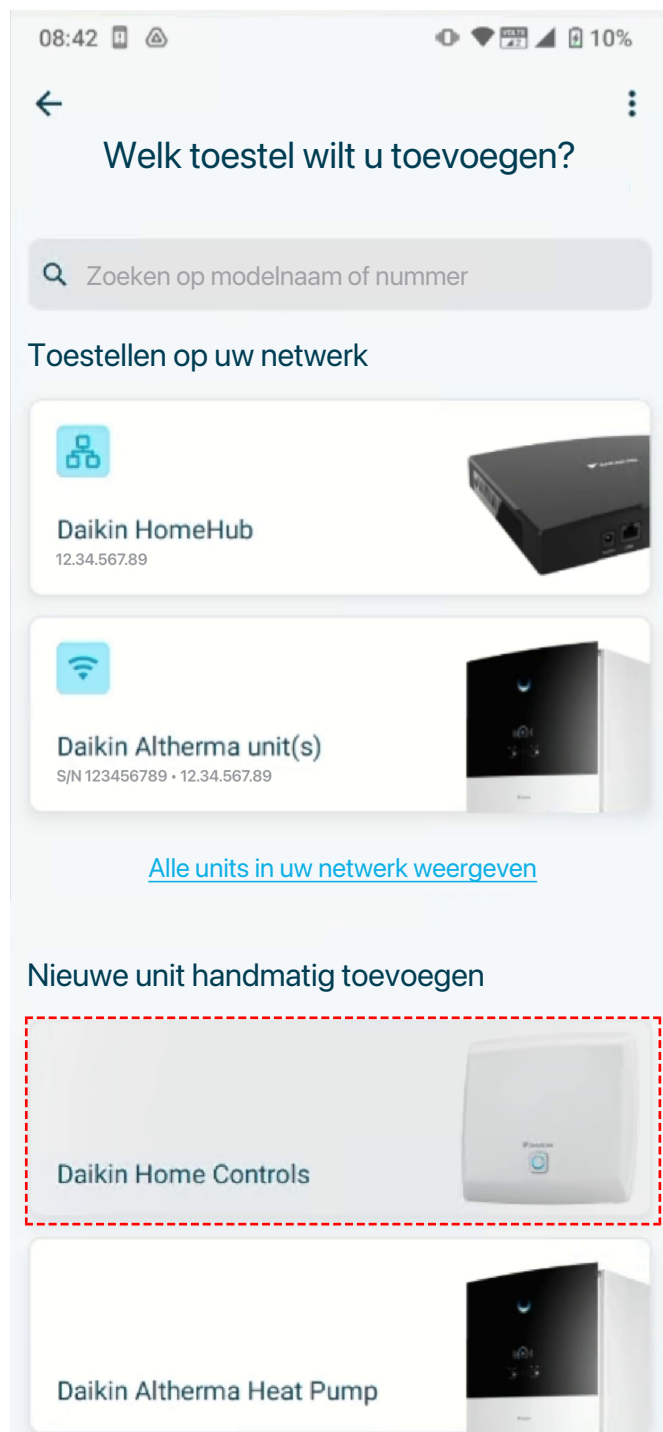 08:42
10%
Welk toestel wilt u toevoegen?
Zoeken op modelnaam of nummer
Toestellen op uw netwerk
Daikin HomeHub
12.34.567.89
Daikin Altherma unit(s)
S/N 123456789 • 12.34.567.89
Alle units in uw netwerk weergeven
Nieuwe unit handmatig toevoegen
Daikin Home Controls
Daikin Altherma Heat Pump